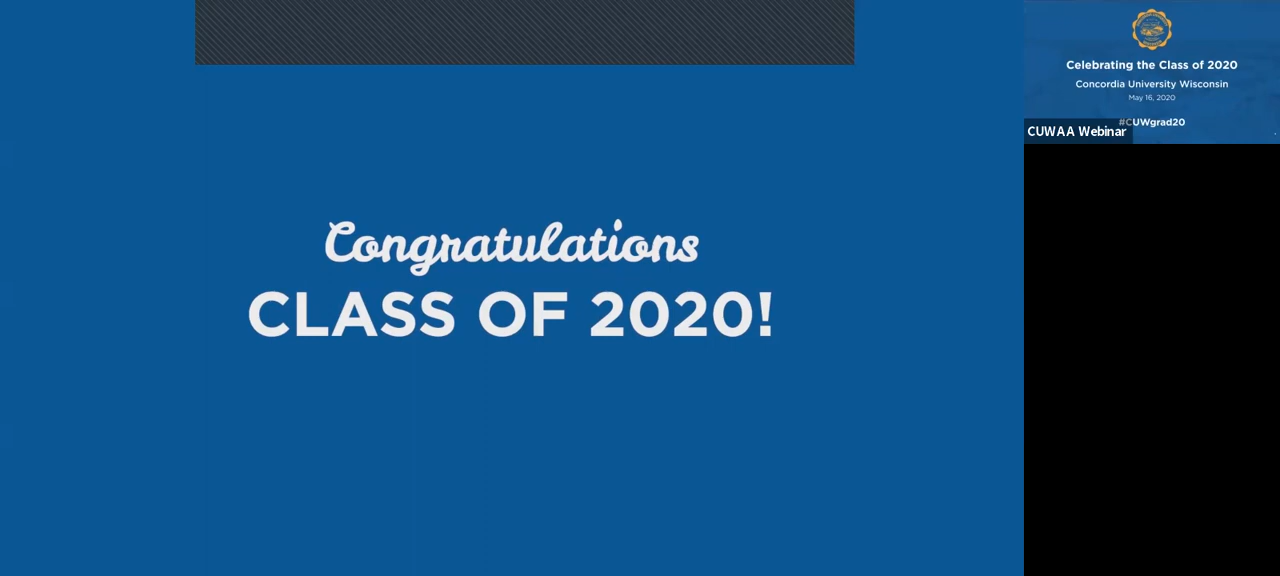 Congratulations
CLASS OF 2020!
Celebrating the Class of 2020
Concordia University Wisconsin
May 16, 2020
#CUWgrad20
CUWAA Webinar